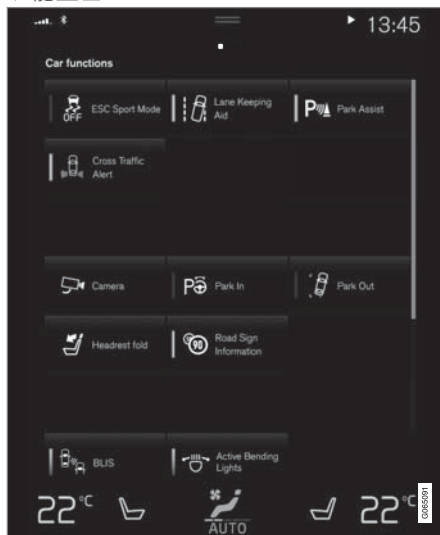 13:45
Car functions
OFF
ESC Sport Mode
Lane Keeping
Aid
P
Park Assist
Cross Traffic
Alert
Camera
P
Park In
Park Out
Headrest fold
90
Road Sign
Information
BLIS
Active Bending
Lights
22°C
AUTO
22°C
G065091